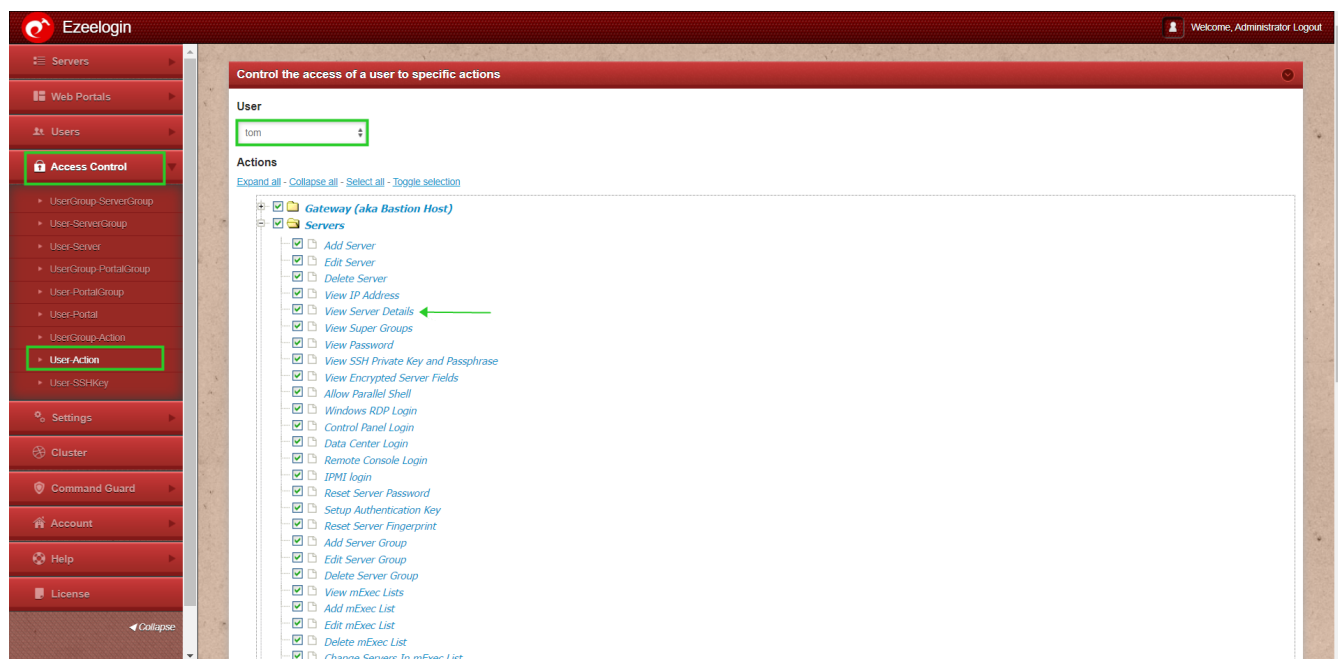 Ezeelogin
Welcome, Administrator Logout
Servers
Web Portals
Users
Access Control
UserGroup-ServerGroup
User-ServerGroup
User-Server
UserGroup-PortalGroup
User-PortalGroup
User-Portal
UserGroup-Action
User-Action
User-SSHKey
Settings
Cluster
Command Guard
Account
Help
License
Collapse
Control the access of a user to specific actions
User
tom
Actions
Expand all - Collapse all - Select all - Toggle selection
Gateway (aka Bastion Host)
Servers
Add Server
Edit Server
Delete Server
View IP Address
View Server Details
View Super Groups
View Password
View SSH Private Key and Passphrase
View Encrypted Server Fields
Allow Parallel Shell
Windows RDP Login
Control Panel Login
Data Center Login
Remote Console Login
IPMI login
Reset Server Password
Setup Authentication Key
Reset Server Fingerprint
Add Server Group
Edit Server Group
Delete Server Group
View mExec Lists
Add mExec List
Edit mExec List
Delete mExec List
Change Servers In mExec List